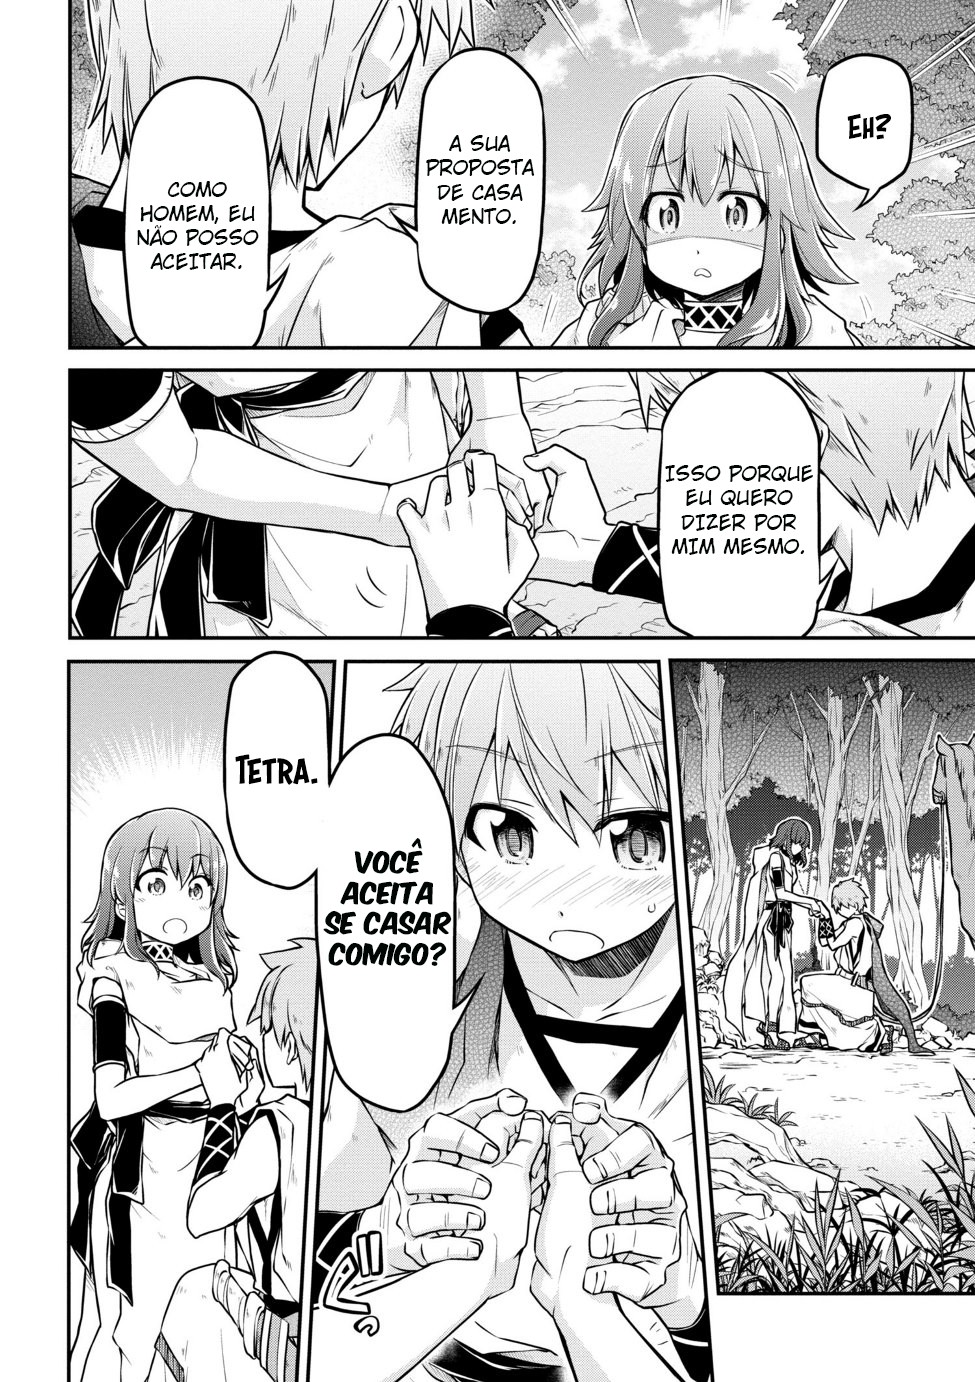 EH?
A SUA
PROPOSTA
DE CASA
MENTO.
COMO
HOMEM, EU
NÃO POSSO
ACEITAR.
ISSO PORQUE
EU QUERO
DIZER POR
MIM MESMO.
TETRA.
VOCÊ
ACEITA
SE CASAR
COMIGO?